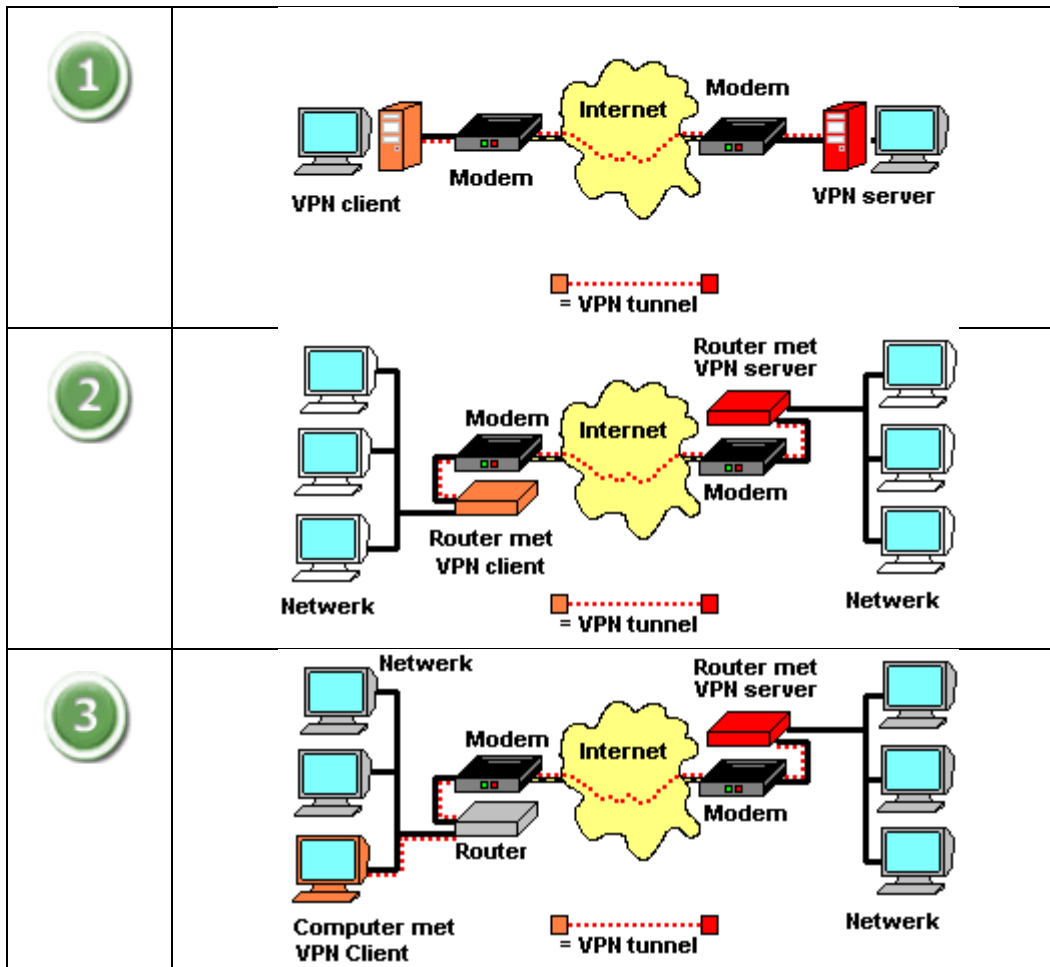 1
Modem
Internet
Modem
VPN client
VPN server
= VPN tunnel
2
Router met
VPN server
Modem
Internet
Modem
Router met
VPN client
Netwerk
Netwerk
= VPN tunnel
3
Netwerk
Router met
VPN server
Modem
Internet
Modem
Router
Computer met
VPN Client
Netwerk
= VPN tunnel